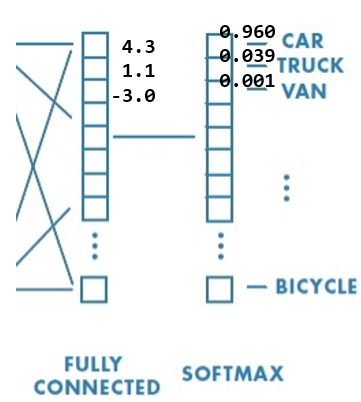 4.3
1.1
-3.0
0.960
0.039
0.001
CAR
TRUCK
VAN
BICYCLE
FULLY
CONNECTED
SOFTMAX